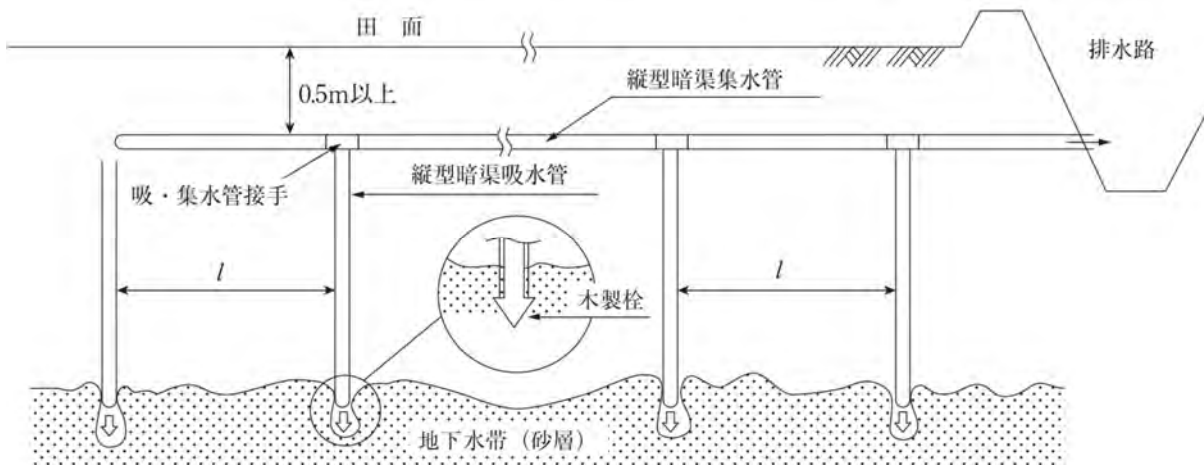 田 面
排水路
0.5m以上
縦型暗渠集水管
吸・集水管接手
縦型暗渠吸水管
l
l
木製栓
地下水帯(砂層)